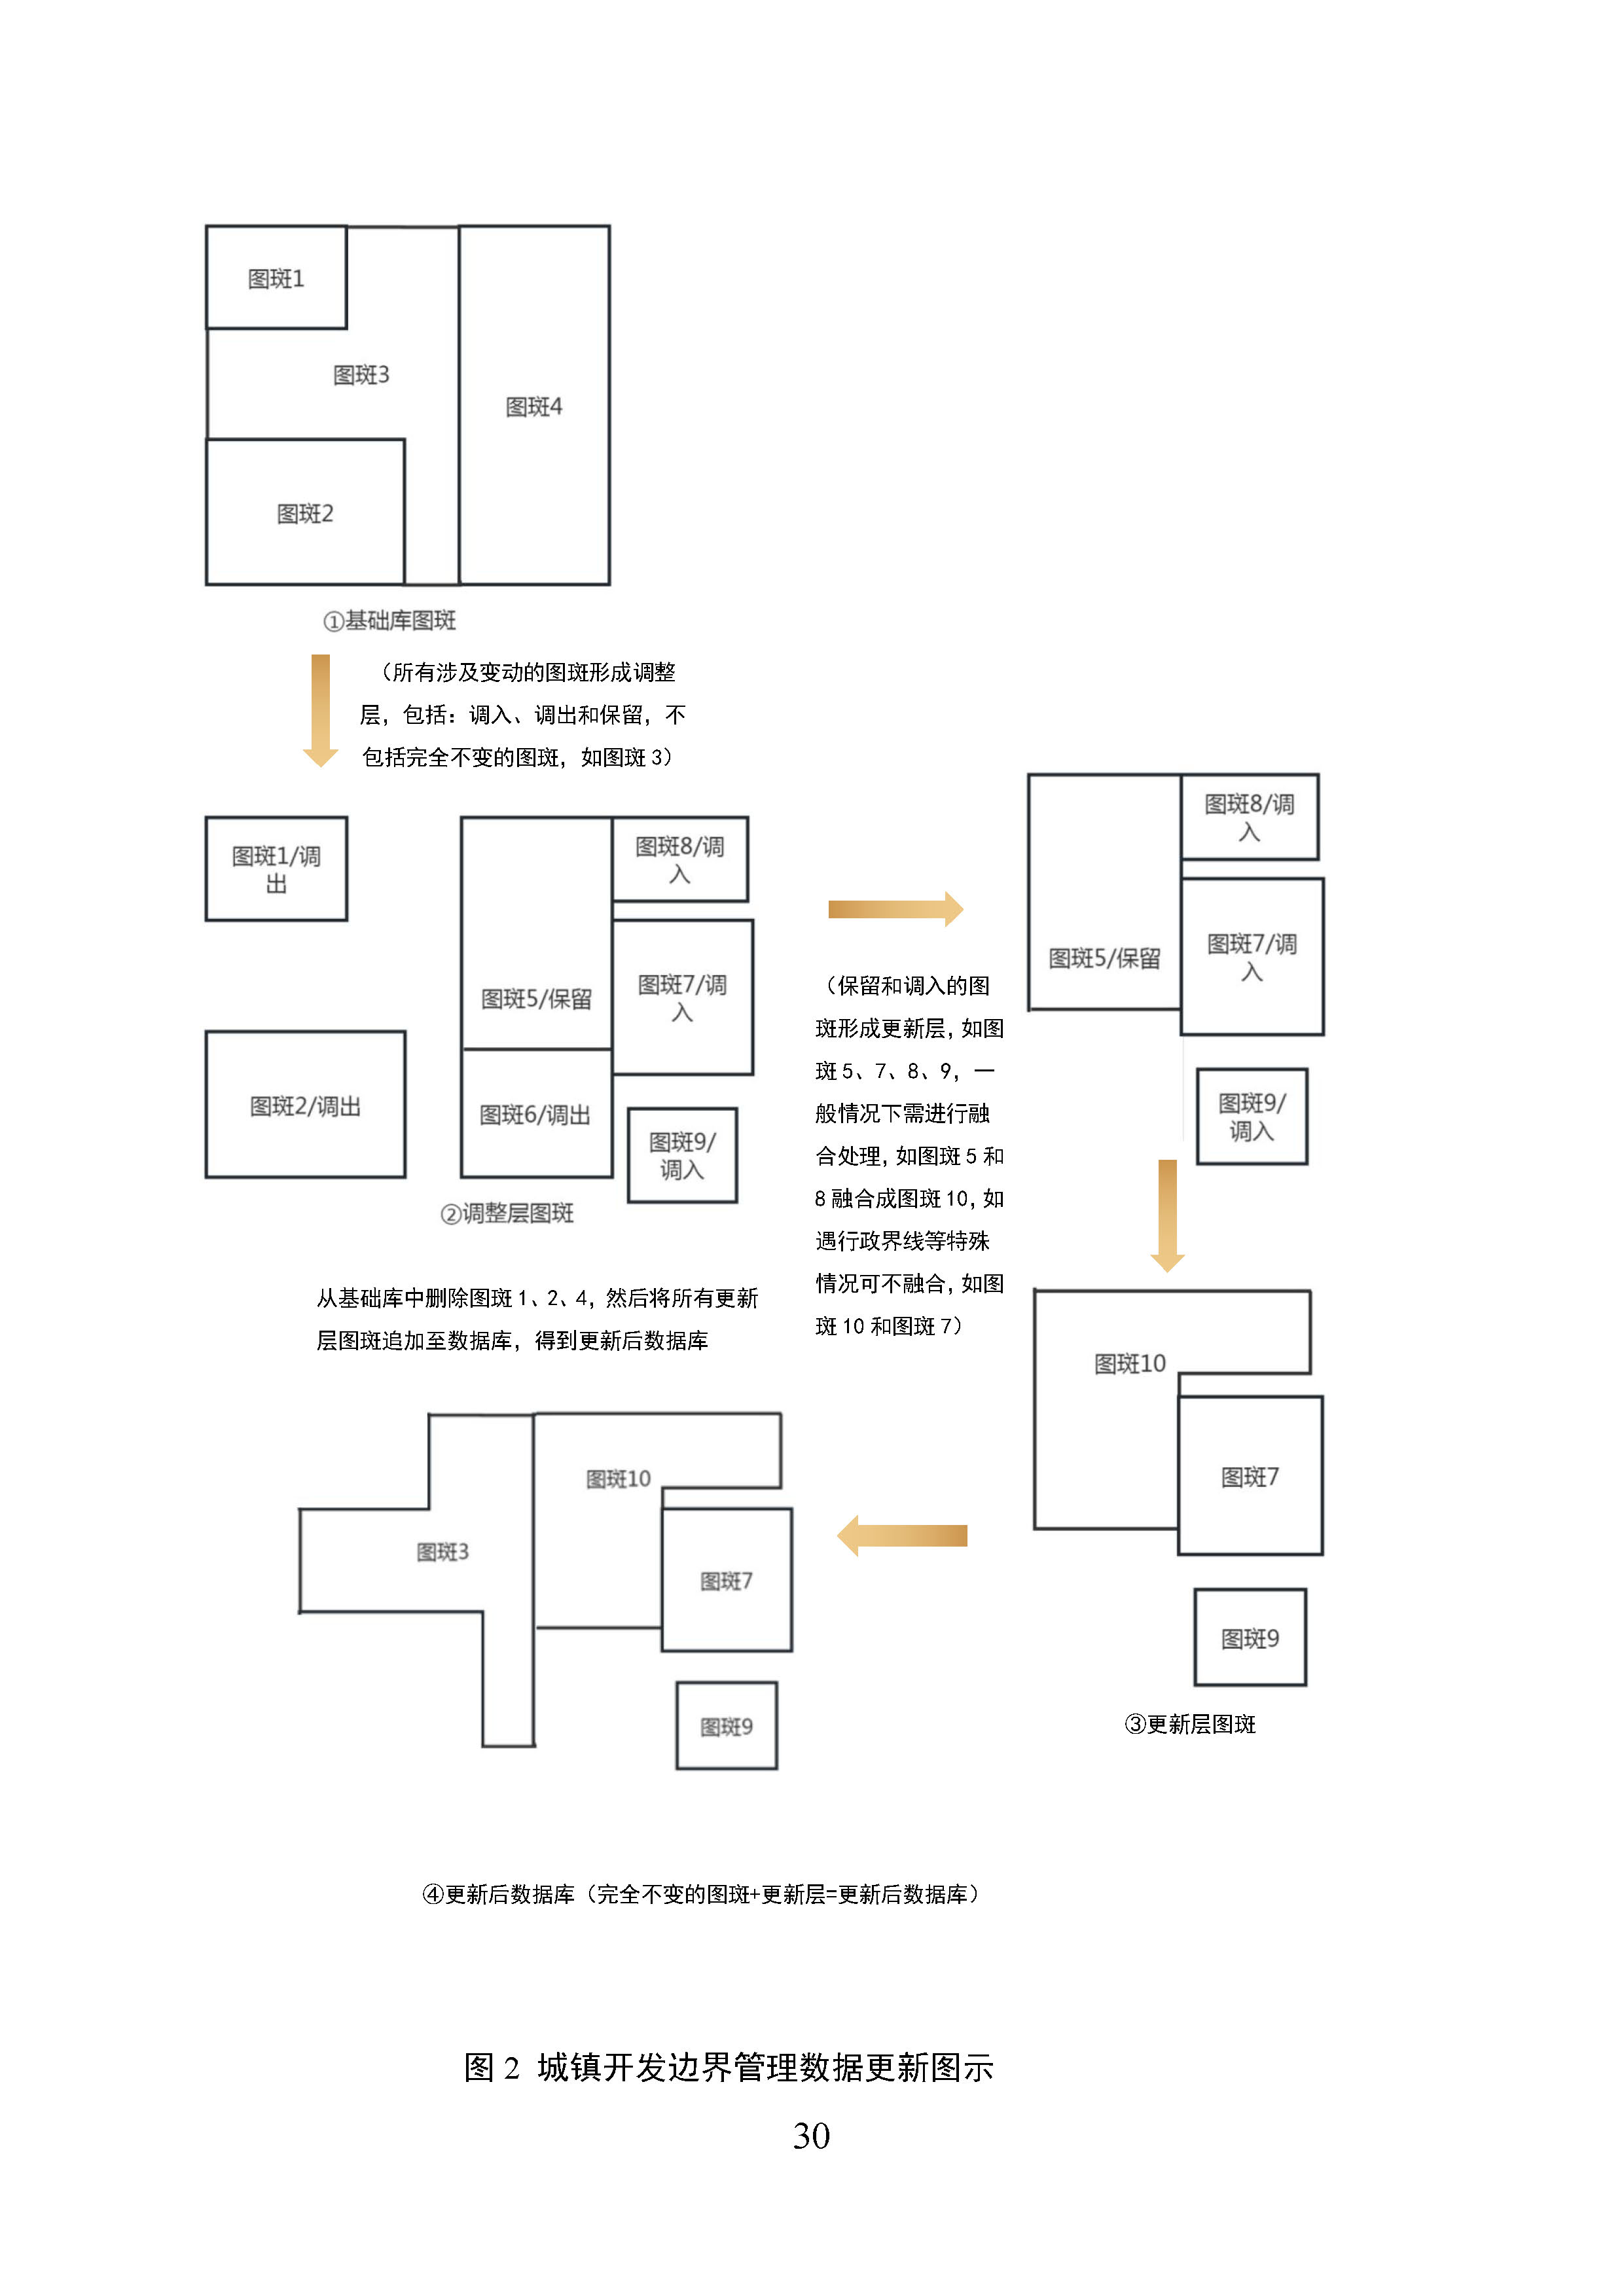 图斑1
图斑3
图斑4
图斑2
①基础库图斑
（所有涉及变动的图斑形成调整
层，包括：调入、调出和保留，不
包括完全不变的图斑，如图斑 3）
图斑1/调
出
图斑2/调出
图斑8/调
入
图斑5/保留
图斑7/调
入
图斑6/调出
图斑9/
调入
②调整层图斑
（保留和调入的图
斑形成更新层，如图
斑 5、7、8、9，一
般情况下需进行融
合处理，如图斑 5 和
8 融合成图斑 10，如
遇行政界线等特殊
情况可不融合，如图
斑 10 和图斑 7）
图斑8/调
入
图斑5/保留
图斑7/调
入
图斑9/
调入
图斑10
图斑7
图斑9
③更新层图斑
从基础库中删除图斑 1、2、4，然后将所有更新
层图斑追加至数据库，得到更新后数据库
图斑10
图斑3
图斑7
图斑9
④更新后数据库（完全不变的图斑+更新层=更新后数据库）
图 2 城镇开发边界管理数据更新图示
30